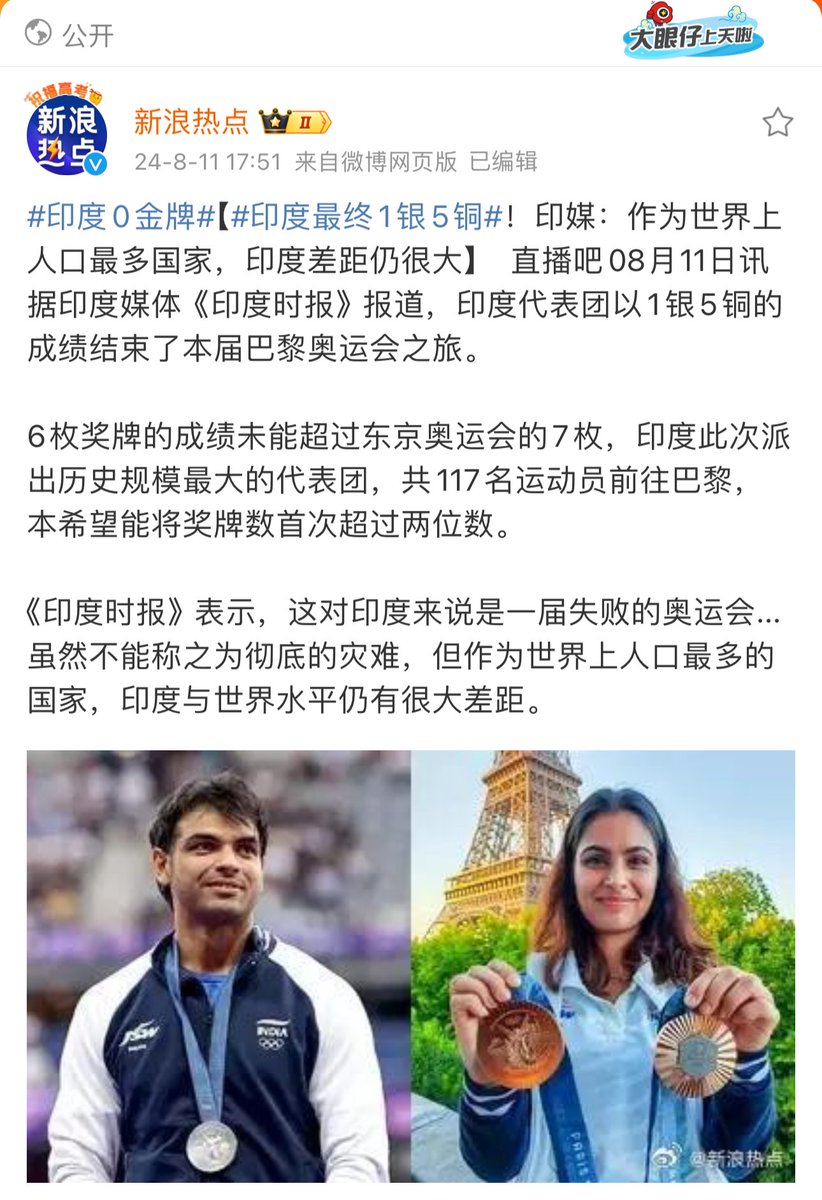 公开
大眼仔上天啦
祝福高考
新浪
热点
新浪热点 II
24-8-11 17:51 来自微博网页版 已编辑
#印度0金牌#【#印度最终1银5铜#！印媒：作为世界上
人口最多国家，印度差距仍很大】 直播吧08月11日讯
据印度媒体《印度时报》报道，印度代表团以1银5铜的
成绩结束了本届巴黎奥运会之旅。
6枚奖牌的成绩未能超过东京奥运会的7枚，印度此次派
出历史规模最大的代表团，共117名运动员前往巴黎，
本希望能将奖牌数首次超过两位数。
《印度时报》表示，这对印度来说是一届失败的奥运会...
虽然不能称之为彻底的灾难，但作为世界上人口最多的
国家，印度与世界水平仍有很大差距。
JSW
INDIA
PARIS
@新浪热点